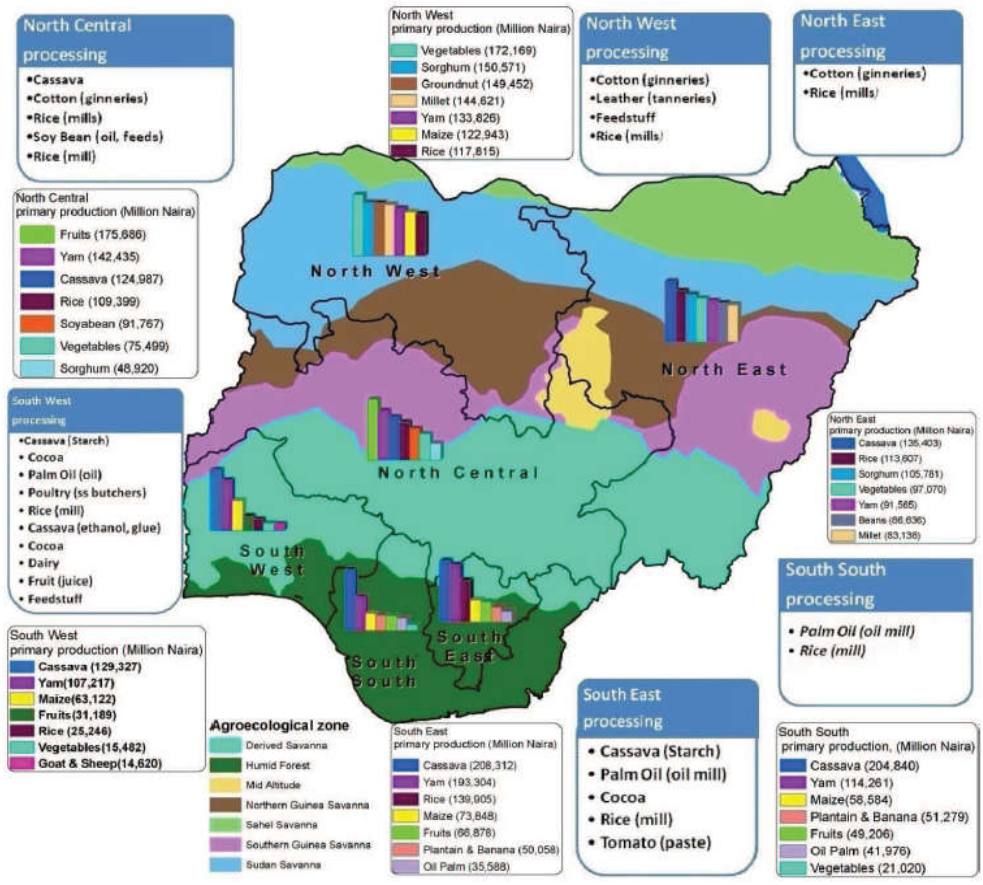 North Central
processing
•Cassava
•Cotton (ginneries)
•Rice (mills)
•Soy Bean (oil, feeds)
•Rice (mill)
North West
primary production (Million Naira)
Vegetables (172,169)
Sorghum (150,571)
Groundnut (149,452)
Millet (144,621)
Yam (133,826)
Maize (122,943)
Rice (117,815)
North West
processing
•Cotton (ginneries)
•Leather (tanneries)
•Feedstuff
•Rice (mills)
North East
processing
•Cotton (ginneries)
•Rice (mills)
North Central
primary production (Million Naira)
Fruits (175,686)
Yam (142,435)
Cassava (124,987)
Rice (109,399)
Soyabean (91,767)
Vegetables (75,499)
Sorghum (48,920)
North West
North East
North Central
South West
South South
South East
South West
processing
•Cassava (Starch)
• Cocoa
• Palm Oil (oil)
• Poultry (ss butchers)
• Rice (mill)
• Cassava (ethanol, glue)
• Cocoa
• Dairy
• Fruit (juice)
• Feedstuff
North East
primary production (Million Naira)
Cassava (135,403)
Rice (113,607)
Sorghum (105,781)
Vegetables (97,070)
Yam (91,565)
Beans (86,636)
Millet (83,138)
South South
processing
• Palm Oil (oil mill)
• Rice (mill)
South West
primary production (Million Naira)
Cassava (129,327)
Yam(107,217)
Maize(63,122)
Fruits(31,189)
Rice (25,246)
Vegetables(15,482)
Goat & Sheep(14,620)
Agroecological zone
Derived Savanna
Humid Forest
Mid Altitude
Northern Guinea Savanna
Sahel Savanna
Southern Guinea Savanna
Sudan Savanna
South East
primary production (Million Naira)
Cassava (208,312)
Yam (193,304)
Rice (139,905)
Maize (73,848)
Fruits (66,878)
Plantain & Banana (50,058)
Oil Palm (35,588)
South East
processing
• Cassava (Starch)
• Palm Oil (oil mill)
• Cocoa
• Rice (mill)
• Tomato (paste)
South South
primary production, (Million Naira)
Cassava (204,840)
Yam (114,261)
Maize(58,584)
Plantain & Banana (51,279)
Fruits (49,206)
Oil Palm (41,976)
Vegetables (21,020)